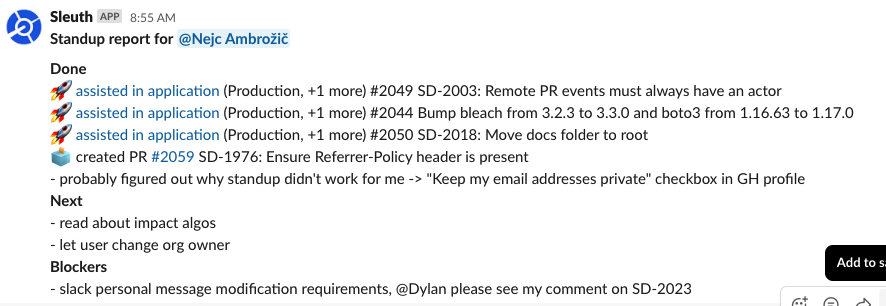 Sleuth APP 8:55 AM
Standup report for @Nejc Ambrožič
Done
assisted in application (Production, +1 more) #2049 SD-2003: Remote PR events must always have an actor
assisted in application (Production, +1 more) #2044 Bump bleach from 3.2.3 to 3.3.0 and boto3 from 1.16.63 to 1.17.0
assisted in application (Production, +1 more) #2050 SD-2018: Move docs folder to root
created PR #2059 SD-1976: Ensure Referrer-Policy header is present
- probably figured out why standup didn't work for me -> "Keep my email addresses private" checkbox in GH profile
Next
- read about impact algos
- let user change org owner
Blockers
Add to sa
- slack personal message modification requirements, @Dylan please see my comment on SD-2023